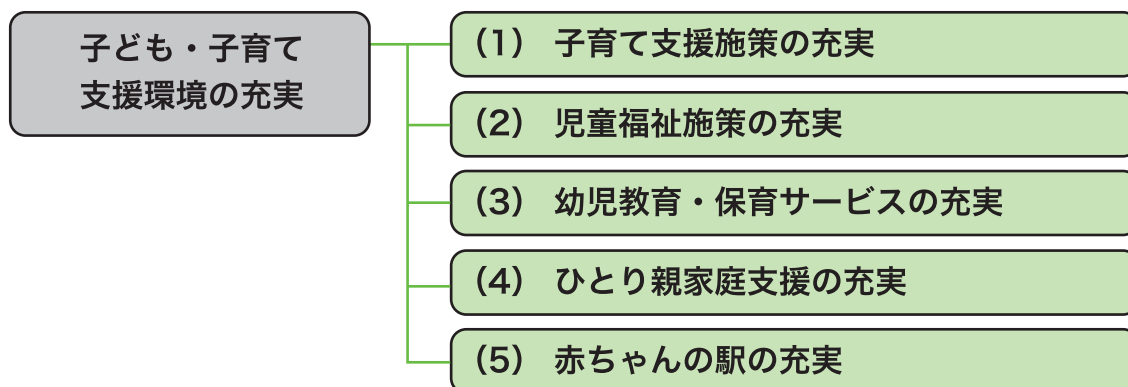 子ども・子育て
支援環境の充実
(1) 子育て支援施策の充実
(2) 児童福祉施策の充実
(3) 幼児教育・保育サービスの充実
(4) ひとり親家庭支援の充実
(5) 赤ちゃんの駅の充実